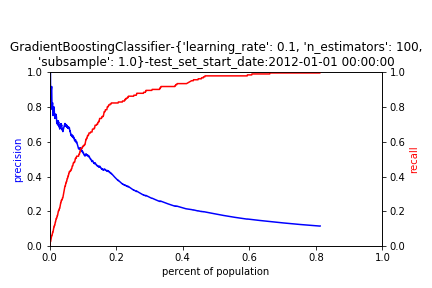 GradientBoostingClassifier-{'learning_rate': 0.1, 'n_estimators': 100,
'subsample': 1.0}-test_set_start_date:2012-01-01 00:00:00
1.0 1.0
0.8 0.8
0.6 0.6
precision recall
0.4 0.4
0.2 0.2
0.0 0.0
0.0 0.2 0.4 0.6 0.8 1.0
percent of population